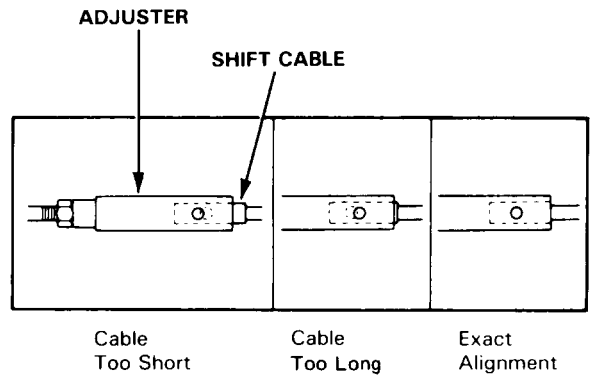 ADJUSTER
SHIFT CABLE
Cable
Too Short
Cable
Too Long
Exact
Alignment